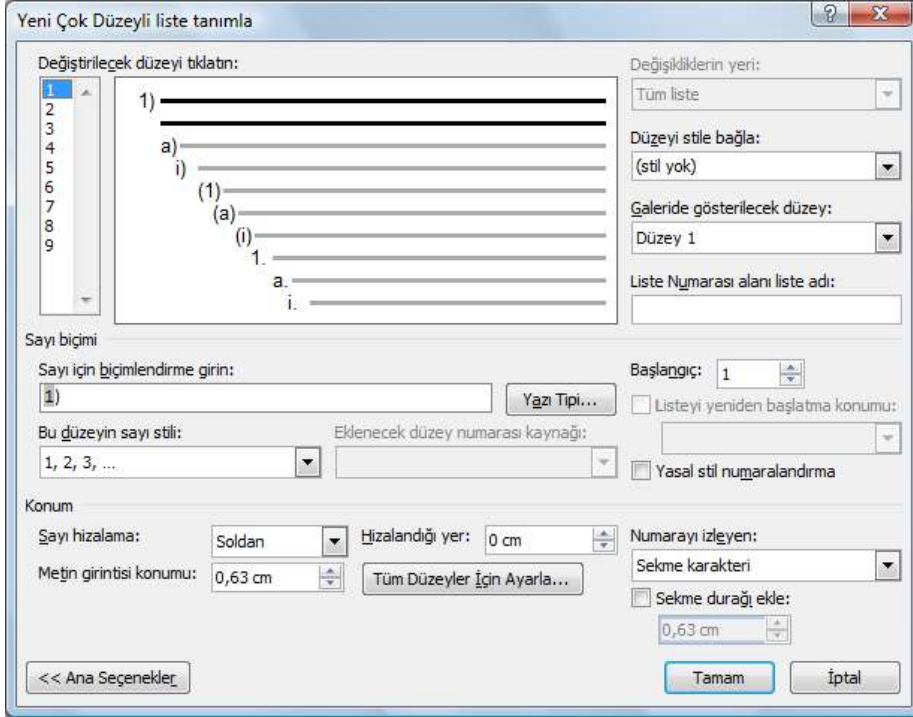 Yeni Çok Düzeyli liste tanımla
Değiştirilecek düzeyi tıklatın:
1
2
3
4
5
6
7
8
9
1)
a)
i)
(1)
(a)
(i)
1.
a.
i.
Değişikliklerin yeri:
Tüm liste
Düzeyi stile bağla:
(stil yok)
Galeride gösterilecek düzey:
Düzey 1
Liste Numarası alanı liste adı:
Sayı biçimi
Sayı için biçimlendirme girin:
1)
Yazı Tipi...
Başlangıç: 1
Listeyi yeniden başlatma konumu:
Bu düzeyin sayı stili:
1, 2, 3, ...
Eklenecek düzey numarası kaynağı:
Yasal stil numaralandırma
Konum
Sayı hizalama: Soldan
Hizalandığı yer: 0 cm
Numarayı izleyen:
Sekme karakteri
Metin girintisi konumu: 0,63 cm
Tüm Düzeyler İçin Ayarla...
Sekme durağı ekle:
0,63 cm
<< Ana Seçenekler
Tamam
İptal